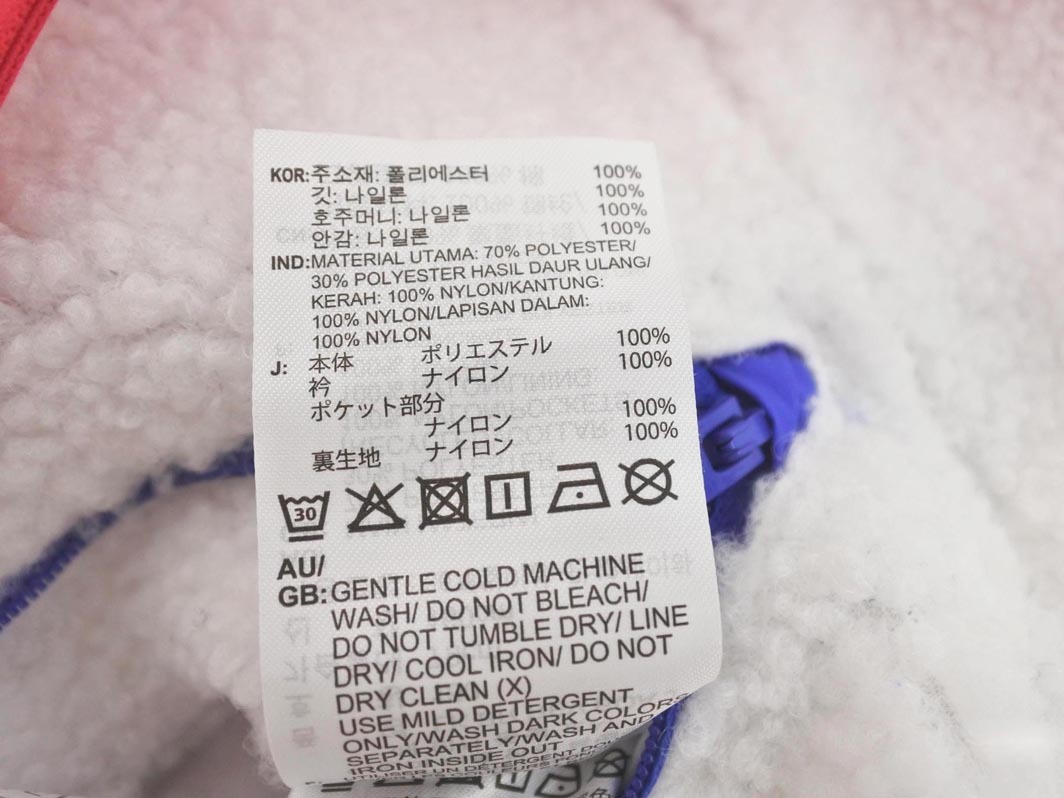 KOR:주소재: 폴리에스터 100%
깃: 나일론 100%
호주머니: 나일론 100%
안감: 나일론 100%
IND:MATERIAL UTAMA: 70% POLYESTER/
30% POLYESTER HASIL DAUR ULANG/
KERAH: 100% NYLON/KANTUNG:
100% NYLON/LAPISAN DALAM:
100% NYLON
J: 本体 ポリエステル 100%
衿 ナイロン 100%
ポケット部分
ナイロン 100%
裏生地 ナイロン 100%
30
AU/
GB:GENTLE COLD MACHINE
WASH/ DO NOT BLEACH/
DO NOT TUMBLE DRY/ LINE
DRY/ COOL IRON/ DO NOT
DRY CLEAN (X)
USE MILD DETERGENT
ONLY/WASH DARK COLORS
SEPARATELY/WASH AND
IRON INSIDE OUT
UTILISER UN DÉTERGENT